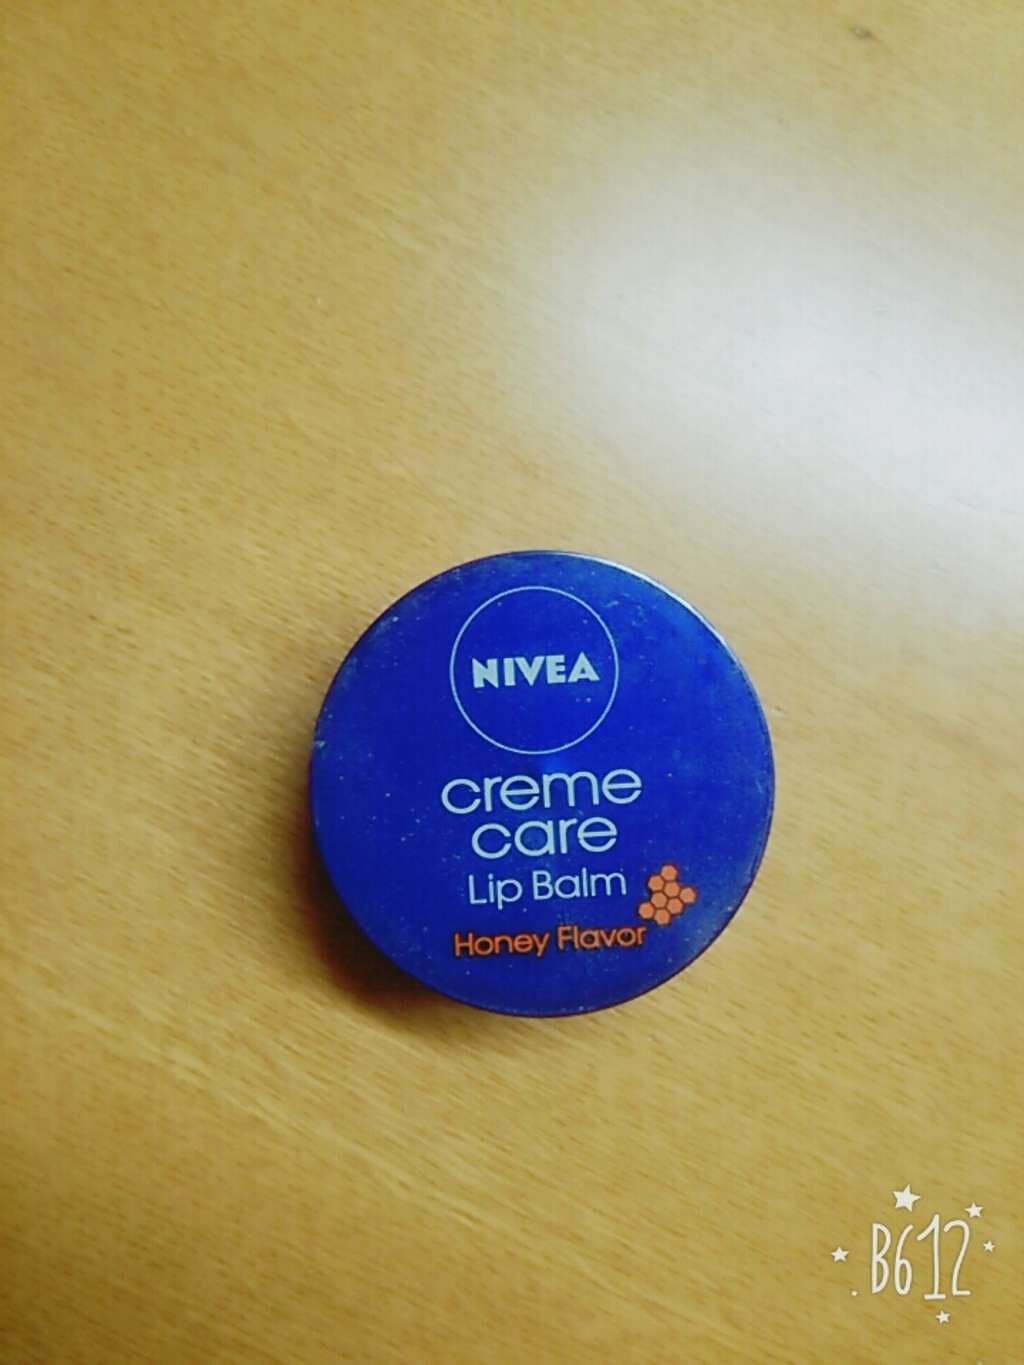 NIVEA
creme
care
Lip Balm
Honey Flavor
B612